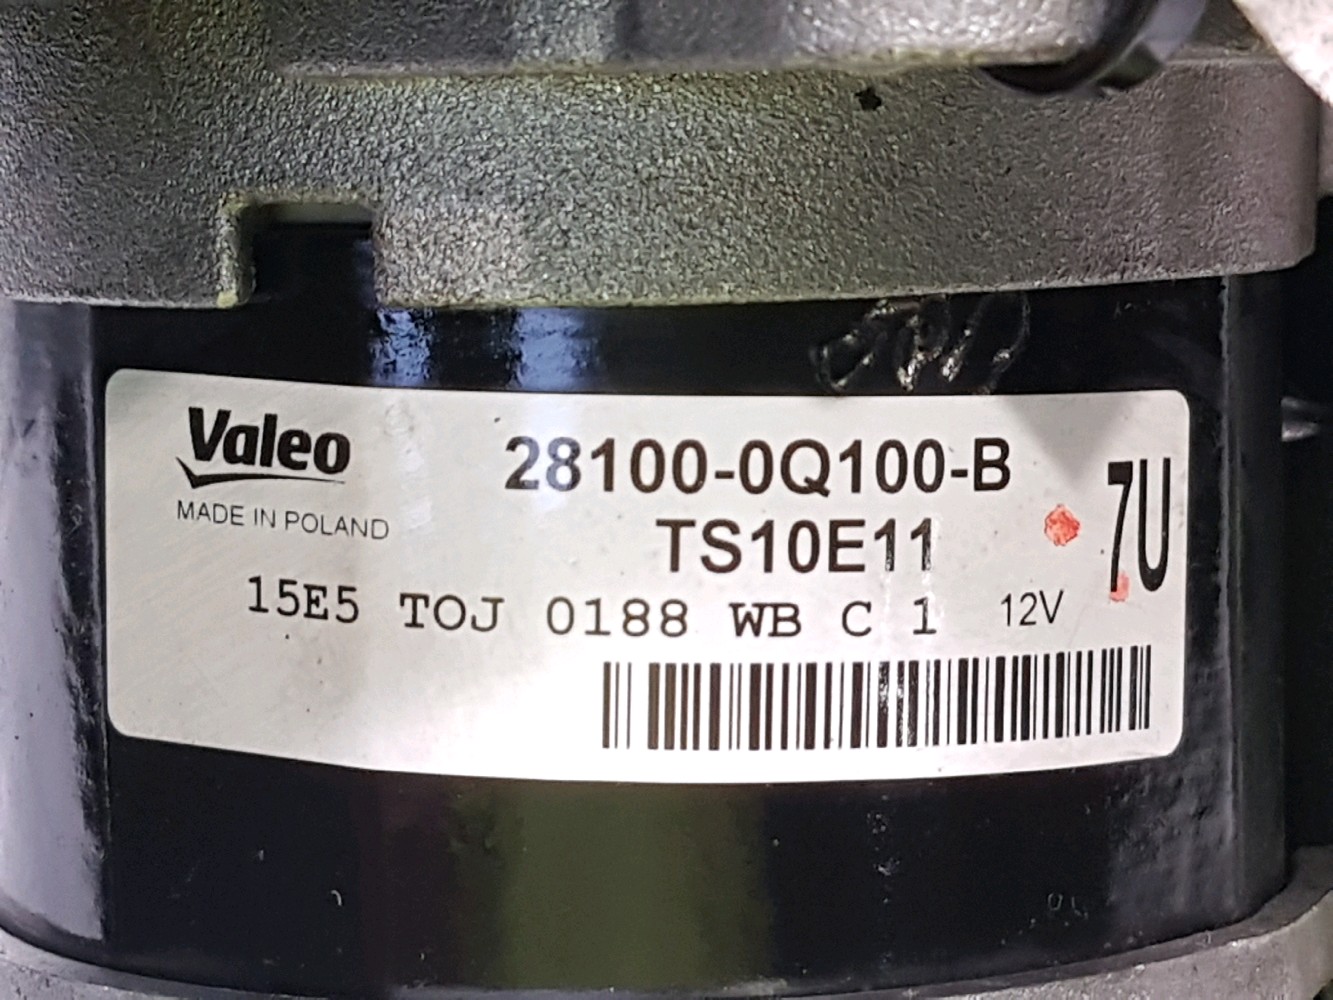 Valeo
MADE IN POLAND
28100-0Q100-B
TS10E11
7U
15E5 TOJ 0188 WB C 1 12V